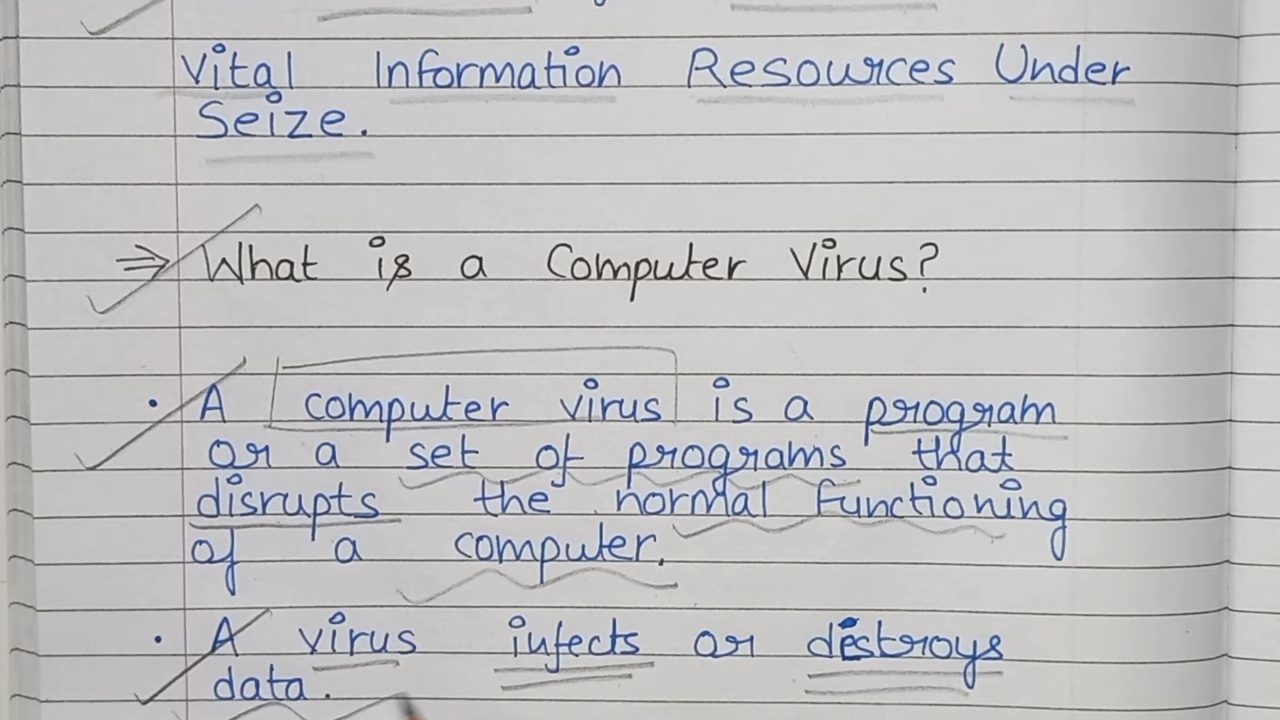 Vital Information Resources Under
Seize.
⇒ What is a Computer Virus?
• A computer virus is a program
or a set of programs that
disrupts the normal functioning
of a computer.
• A virus infects or destroys
data.